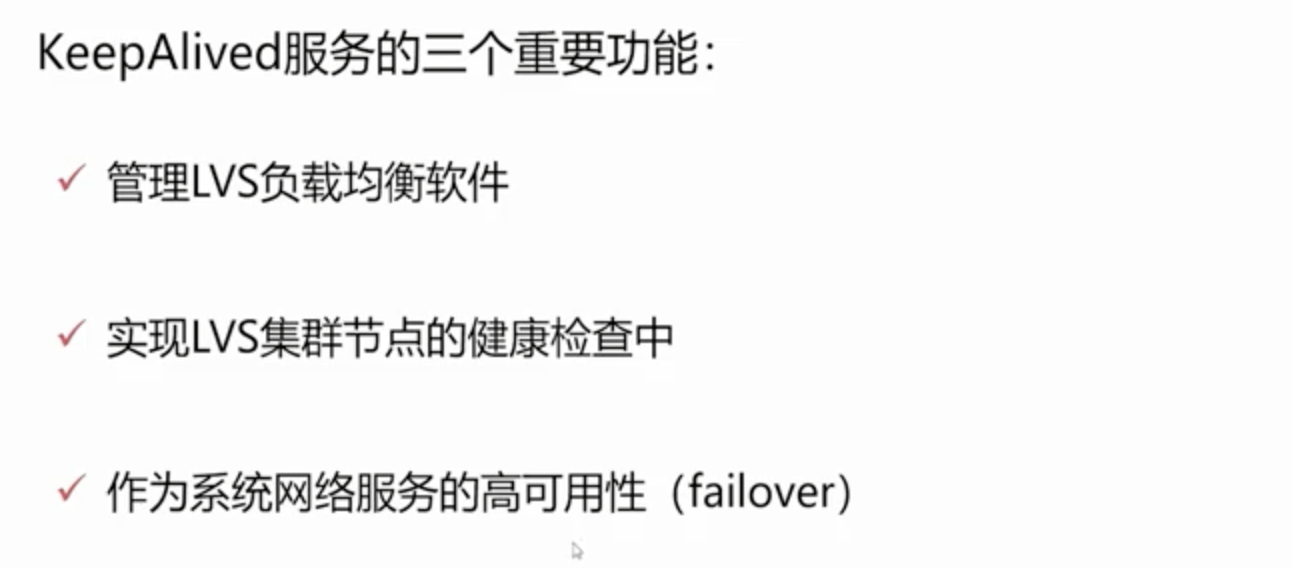 KeepAlived服务的三个重要功能：
管理LVS负载均衡软件
实现LVS集群节点的健康检查中
作为系统网络服务的高可用性（failover）